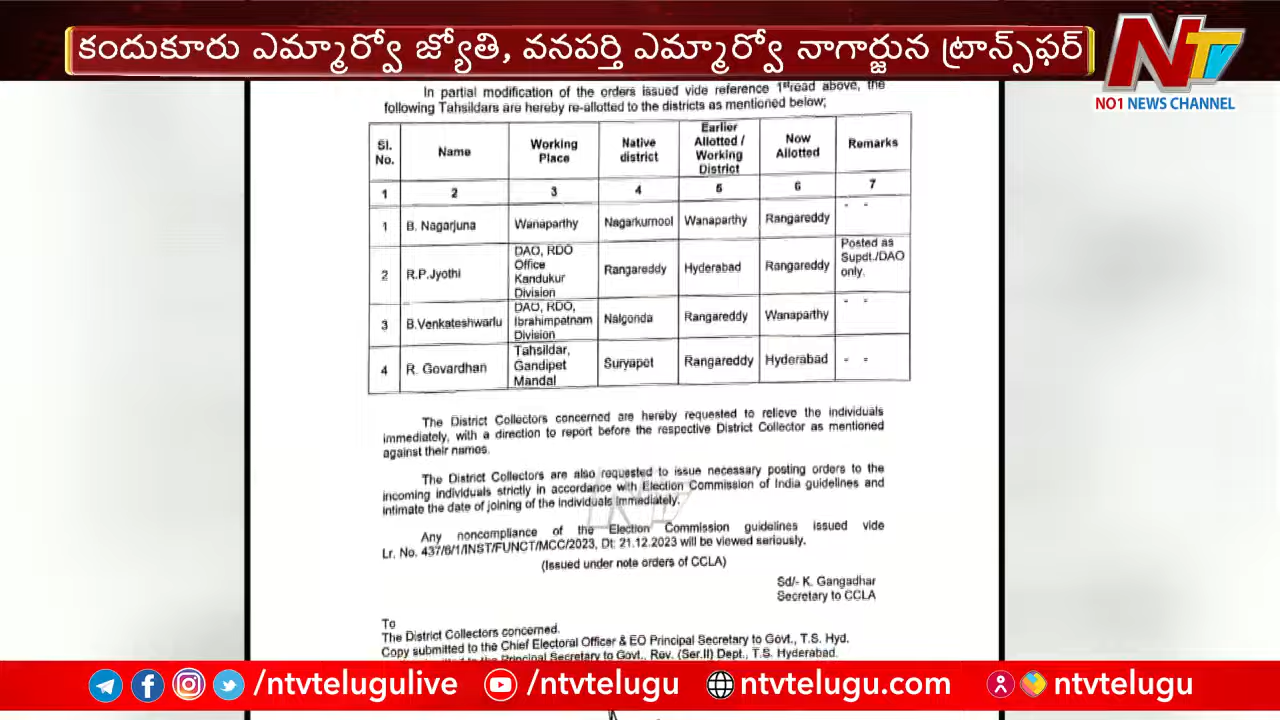 కందుకూరు ఎమ్మార్వో జ్యోతి, వనపర్తి ఎమ్మార్వో నాగార్జున ట్రాన్స్‌ఫర్
NTV
NO1 NEWS CHANNEL
In partial modification of the orders issued vide reference 1st read above, the
following Tahsildars are hereby re-allotted to the districts as mentioned below;
Sl. No. Name Working Place Native district Earlier Allotted / Working District Now Allotted Remarks
1 2 3 4 5 6 7
1 B. Nagarjuna Wanaparthy Nagarkurnool Wanaparthy Rangareddy - -
2 R.P.Jyothi DAO, RDO Office Kandukur Division Rangareddy Hyderabad Rangareddy Posted as Supdt./DAO only.
3 B.Venkateshwarlu DAO, RDO, Ibrahimpatnam Division Nalgonda Rangareddy Wanaparthy - -
4 R. Govardhan Tahsildar, Gandipet Mandal Suryapet Rangareddy Hyderabad - -
The District Collectors concerned are hereby requested to relieve the individuals
immediately, with a direction to report before the respective District Collector as mentioned
against their names.
The District Collectors are also requested to issue necessary posting orders to the
incoming individuals strictly in accordance with Election Commission of India guidelines and
intimate the date of joining of the individuals immediately.
Any noncompliance of the Election Commission guidelines issued vide
Lr. No. 437/6/1/INST/FUNCT/MCC/2023, Dt: 21.12.2023 will be viewed seriously.
(Issued under note orders of CCLA)
Sd/- K. Gangadhar
Secretary to CCLA
To
The District Collectors concerned.
Copy submitted to the Chief Electoral Officer & EO Principal Secretary to Govt., T.S. Hyd.
Principal Secretary to Govt., Rev. (Ser.II) Dept., T.S. Hyderabad.
/ntvtelugulive /ntvtelugu ntvtelugu.com ntvtelugu